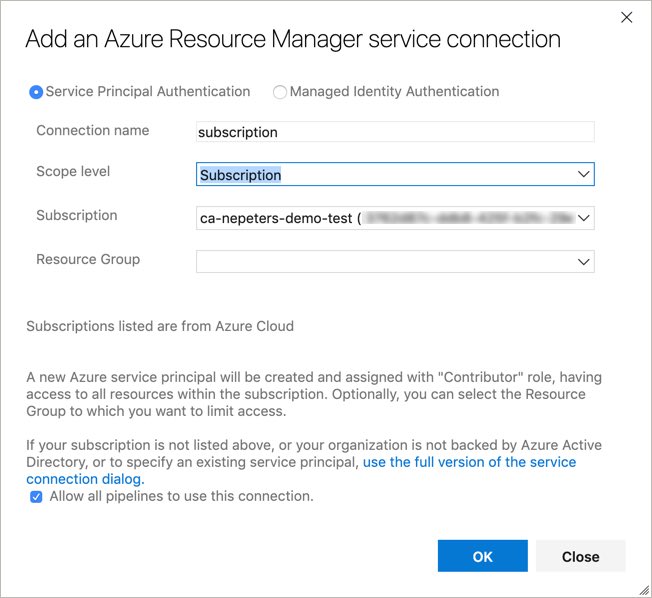 Add an Azure Resource Manager service connection
Service Principal Authentication Managed Identity Authentication
Connection name subscription
Scope level Subscription
Subscription ca-nepeters-demo-test (
Resource Group
Subscriptions listed are from Azure Cloud
A new Azure service principal will be created and assigned with "Contributor" role, having
access to all resources within the subscription. Optionally, you can select the Resource
Group to which you want to limit access.
If your subscription is not listed above, or your organization is not backed by Azure Active
Directory, or to specify an existing service principal, use the full version of the service
connection dialog.
Allow all pipelines to use this connection.
OK Close